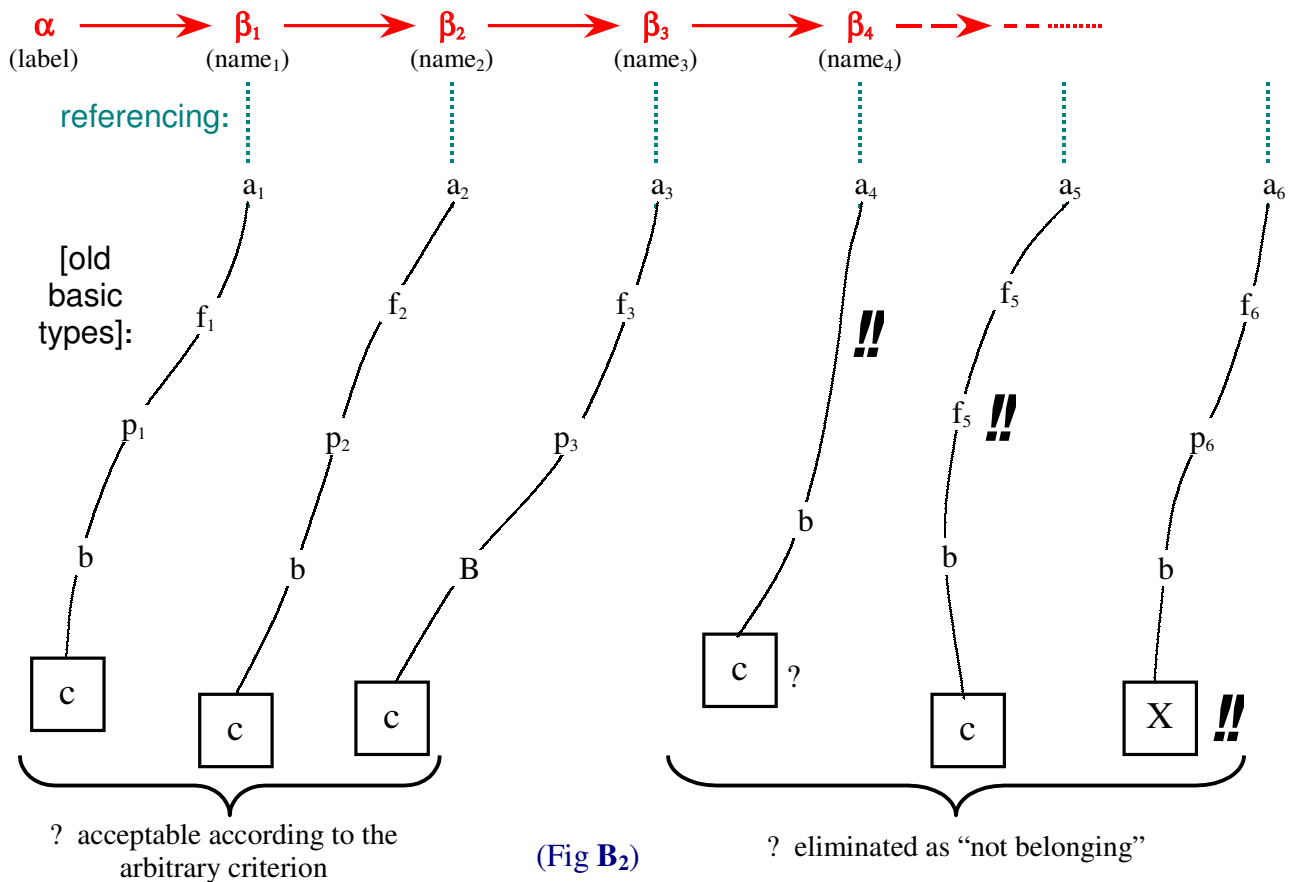 α β₁ β₂ β₃ β₄
(label) (name₁) (name₂) (name₃) (name₄)
referencing:
a₁ a₂ a₃ a₄ a₅ a₆
[old
basic
types]:
f₁ f₂ f₃ !! f₅ f₆
p₁ p₂ p₃ f₅ !! p₆
b b B b b b
c c c c ? c X !!
? acceptable according to the
arbitrary criterion
(Fig B₂)
? eliminated as “not belonging”